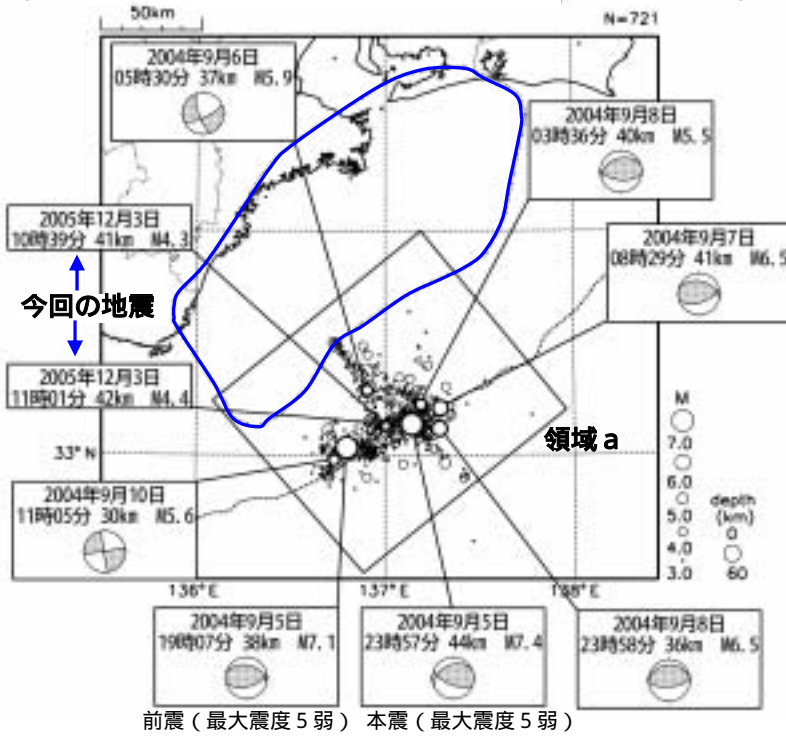 50km
N=721
2004年9月6日
05時30分 37km M5.9
2004年9月8日
03時36分 40km M5.5
2005年12月3日
10時39分 41km M4.3
2004年9月7日
08時29分 41km M6.5
今回の地震
2005年12月3日
11時01分 42km M4.4
領域a
33°N
2004年9月10日
11時05分 30km M5.6
M
7.0
6.0
5.0
4.0
3.0
depth
(km)
0
60
136°E
137°E
138°E
2004年9月5日
19時07分 38km M7.1
2004年9月5日
23時57分 44km M7.4
2004年9月8日
23時58分 36km M6.5
前震(最大震度5弱) 本震(最大震度5弱)